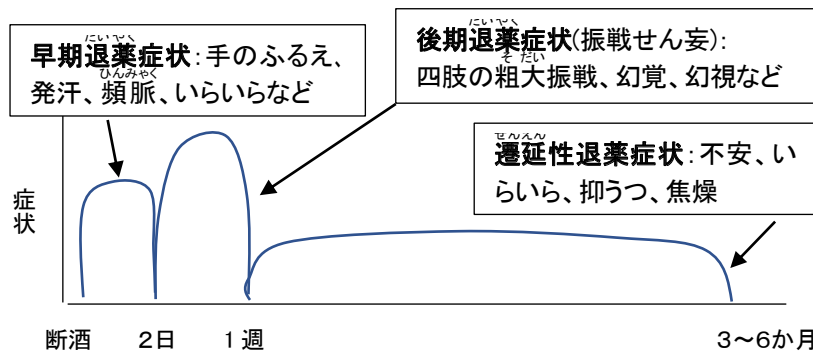 早期退薬症状：手のふるえ、
発汗、頻脈、いらいらなど
後期退薬症状(振戦せん妄)：
四肢の粗大振戦、幻覚、幻視など
遷延性退薬症状：不安、い
らいら、抑うつ、焦燥
症状
断酒 2日 1週 3～6か月